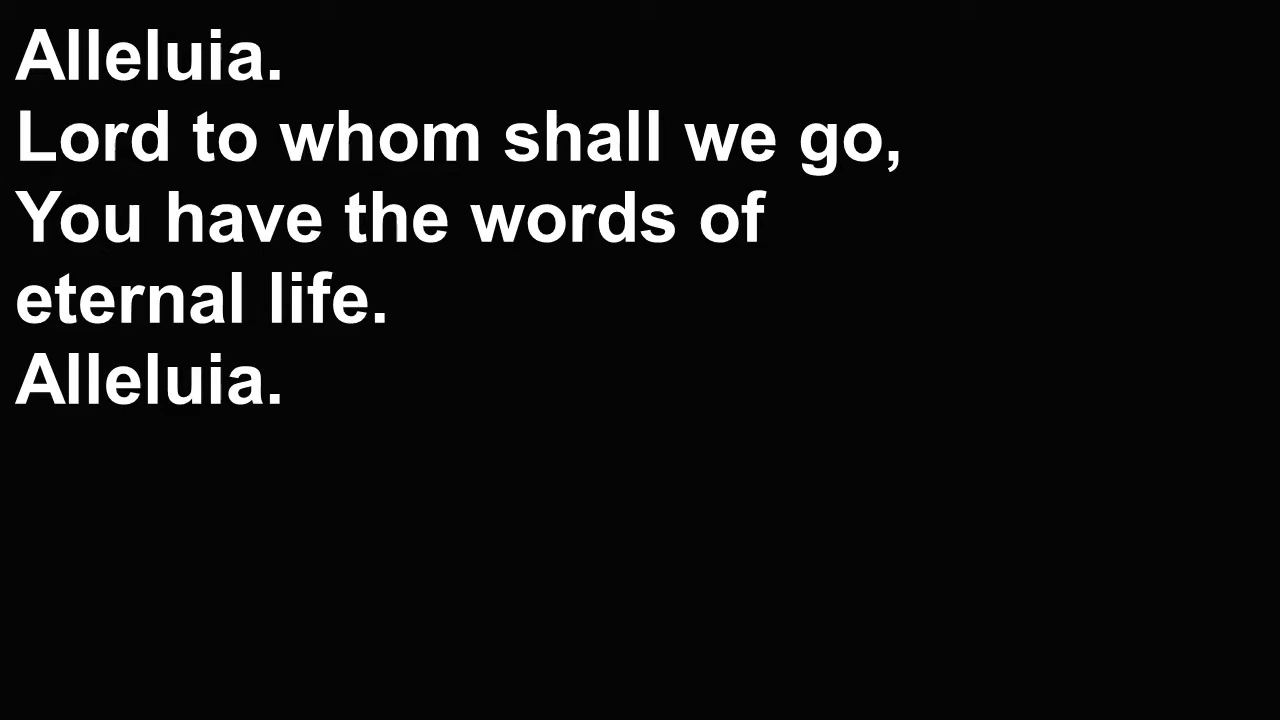 Alleluia.
Lord to whom shall we go,
You have the words of
eternal life.
Alleluia.